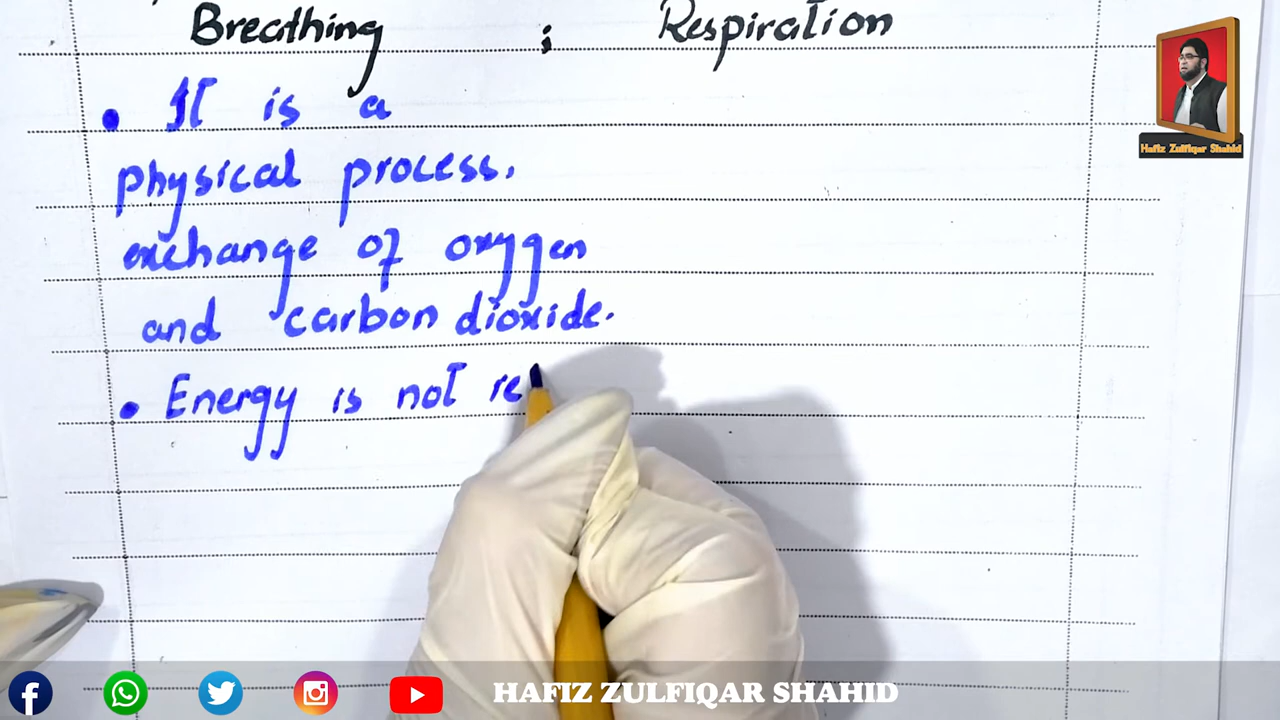 Breathing ; Respiration
• It is a
physical process.
exchange of oxygen
and carbon dioxide.
• Energy is not re
Hafiz Zulfiqar Shahid
HAFIZ ZULFIQAR SHAHID